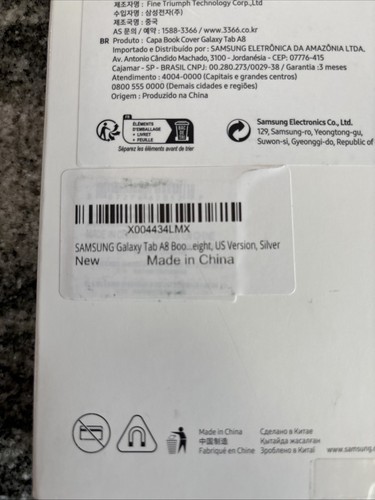 제조자명 : Fine Triumph Technology Corp.,Ltd
수입자명 : 삼성전자(주)
제조국명 : 중국
AS 문의 / 예약 : 1588-3366 / www.3366.co.kr
BR Produto : Capa Book Cover Galaxy Tab A8
Importado e Distribuído por : SAMSUNG ELETRÔNICA DA AMAZÔNIA LTDA,
Av. Antonio Cândido Machado, 3100 - Jordanésia - CEP: 07776-415
Cajamar - SP - BRASIL CNPJ: 00.280.273/0029-38 / Garantia :3 meses
Atendimento : 4004-0000 (Capitais e grandes centros)
0800 555 0000 (Demais cidades e regiões)
Origem : Produzido na China
FR
ÉLÉMENTS
D'EMBALLAGE
+ LIVRET
+ FEUILLE
Séparez les éléments avant de trier
Samsung Electronics Co., Ltd.
129, Samsung-ro, Yeongtong-gu,
Suwon-si, Gyeonggi-do, Republic of
X004434LMX
SAMSUNG Galaxy Tab A8 Boo...eight, US Version, Silver
New Made in China
Made in China Сделано в Китае
中国制造 Қытайда жасалған
Fabriqué en Chine Зроблено в Китаї
www.samsung.c